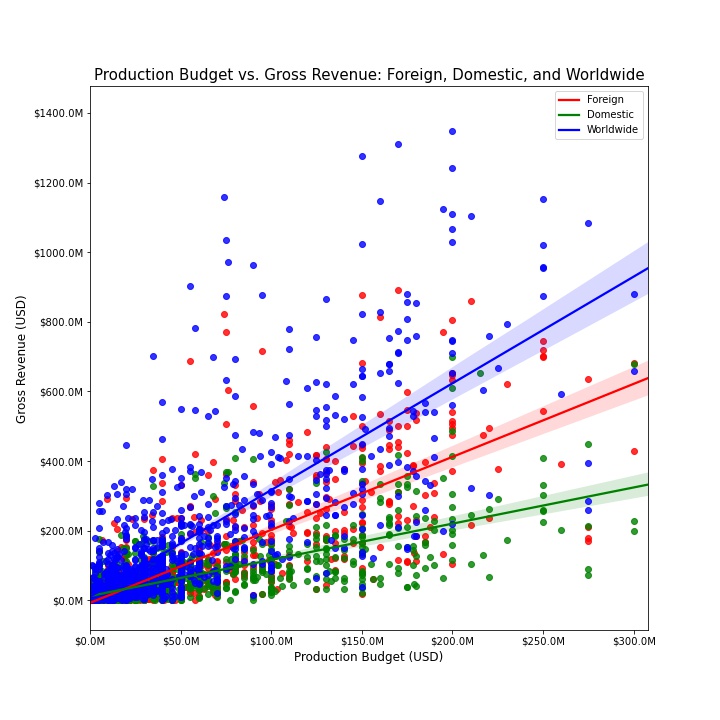 Production Budget vs. Gross Revenue: Foreign, Domestic, and Worldwide
Foreign
Domestic
Worldwide
Gross Revenue (USD)
$1400.0M
$1200.0M
$1000.0M
$800.0M
$600.0M
$400.0M
$200.0M
$0.0M
$0.0M $50.0M $100.0M $150.0M $200.0M $250.0M $300.0M
Production Budget (USD)